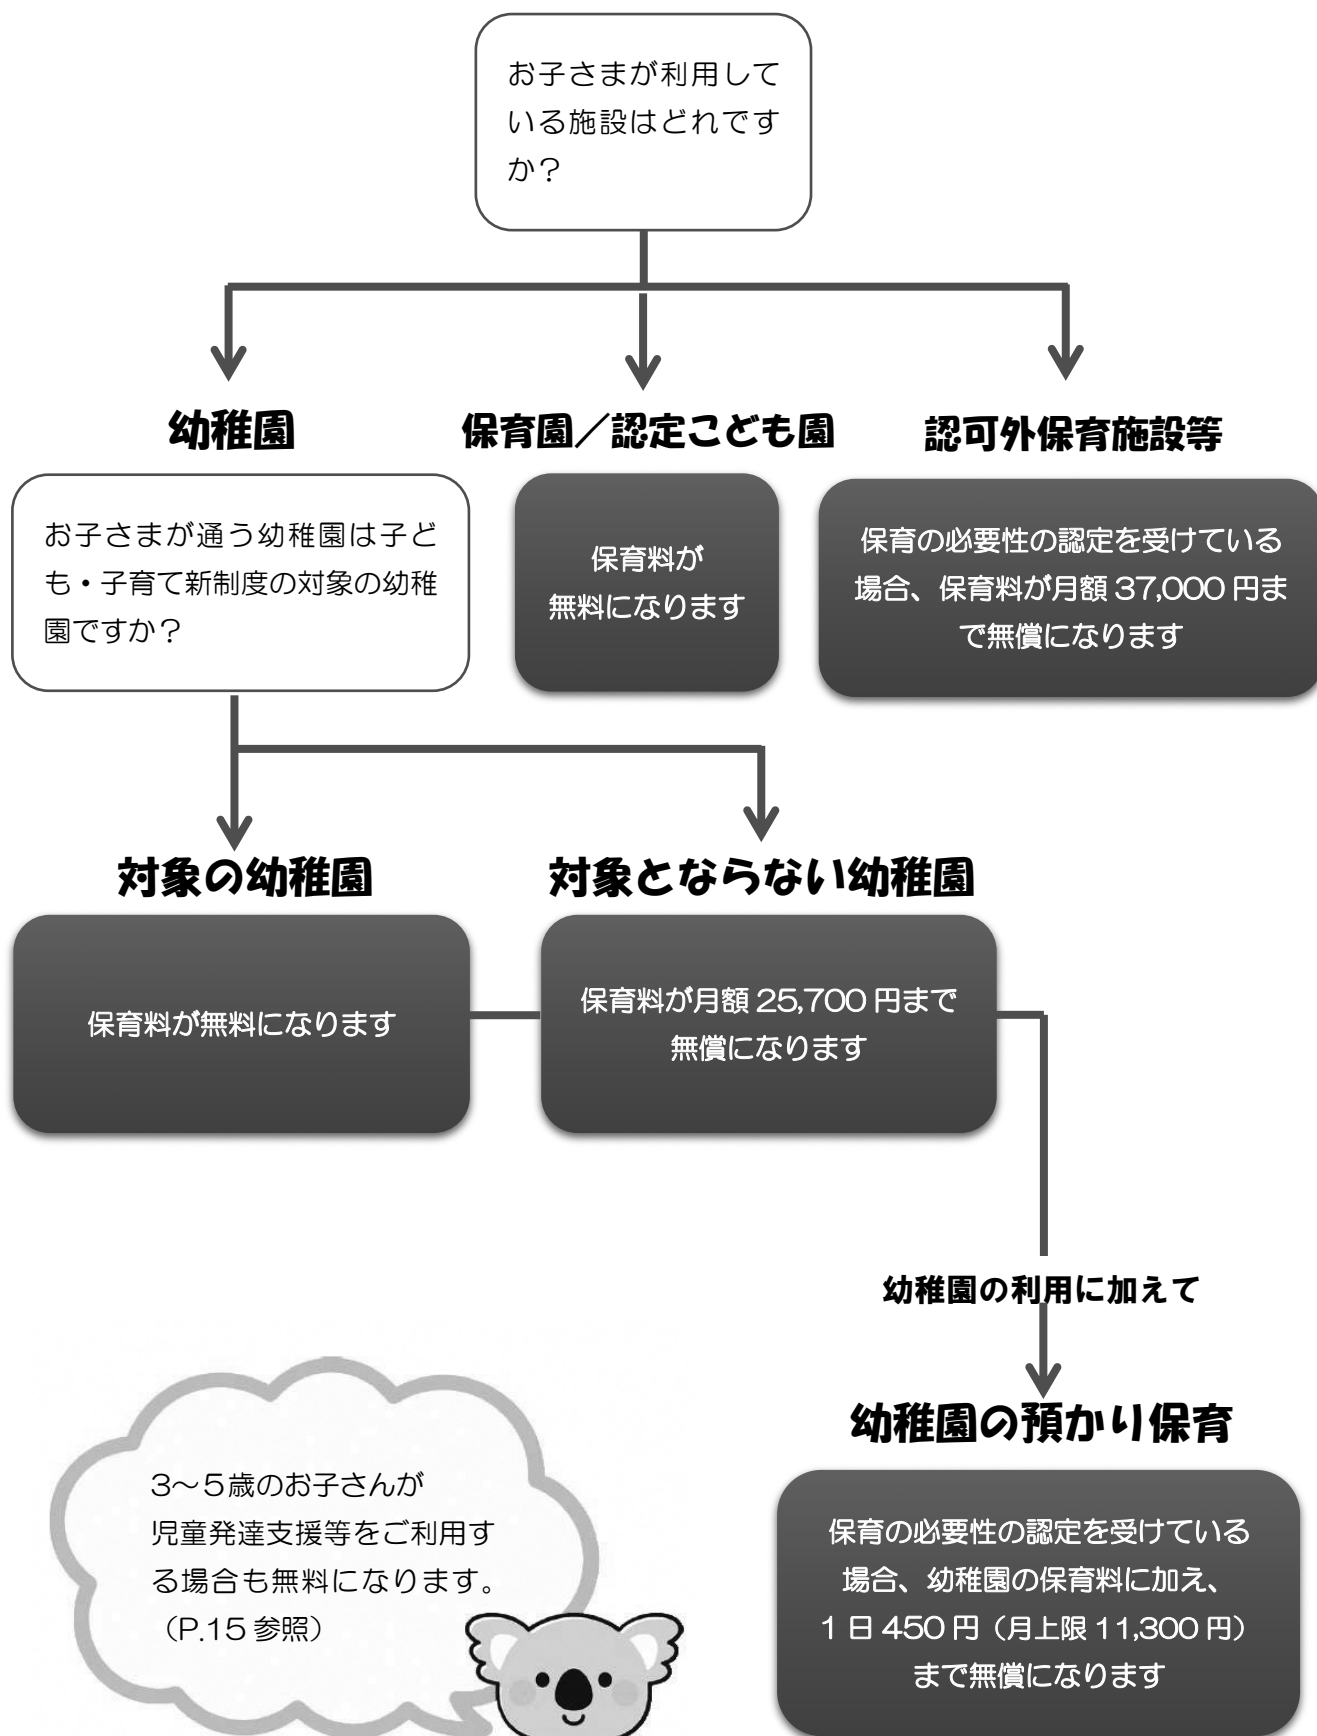 お子さまが利用して
いる施設はどれです
か？
幼稚園
保育園／認定こども園
認可外保育施設等
お子さまが通う幼稚園は子ど
も・子育て新制度の対象の幼稚
園ですか？
保育料が
無料になります
保育の必要性の認定を受けている
場合、保育料が月額 37,000 円ま
で無償になります
対象の幼稚園
対象とならない幼稚園
保育料が無料になります
保育料が月額 25,700 円まで
無償になります
幼稚園の利用に加えて
幼稚園の預かり保育
保育の必要性の認定を受けている
場合、幼稚園の保育料に加え、
1 日 450 円（月上限 11,300 円）
まで無償になります
3～5歳のお子さんが
児童発達支援等をご利用す
る場合も無料になります。
（P.15 参照）